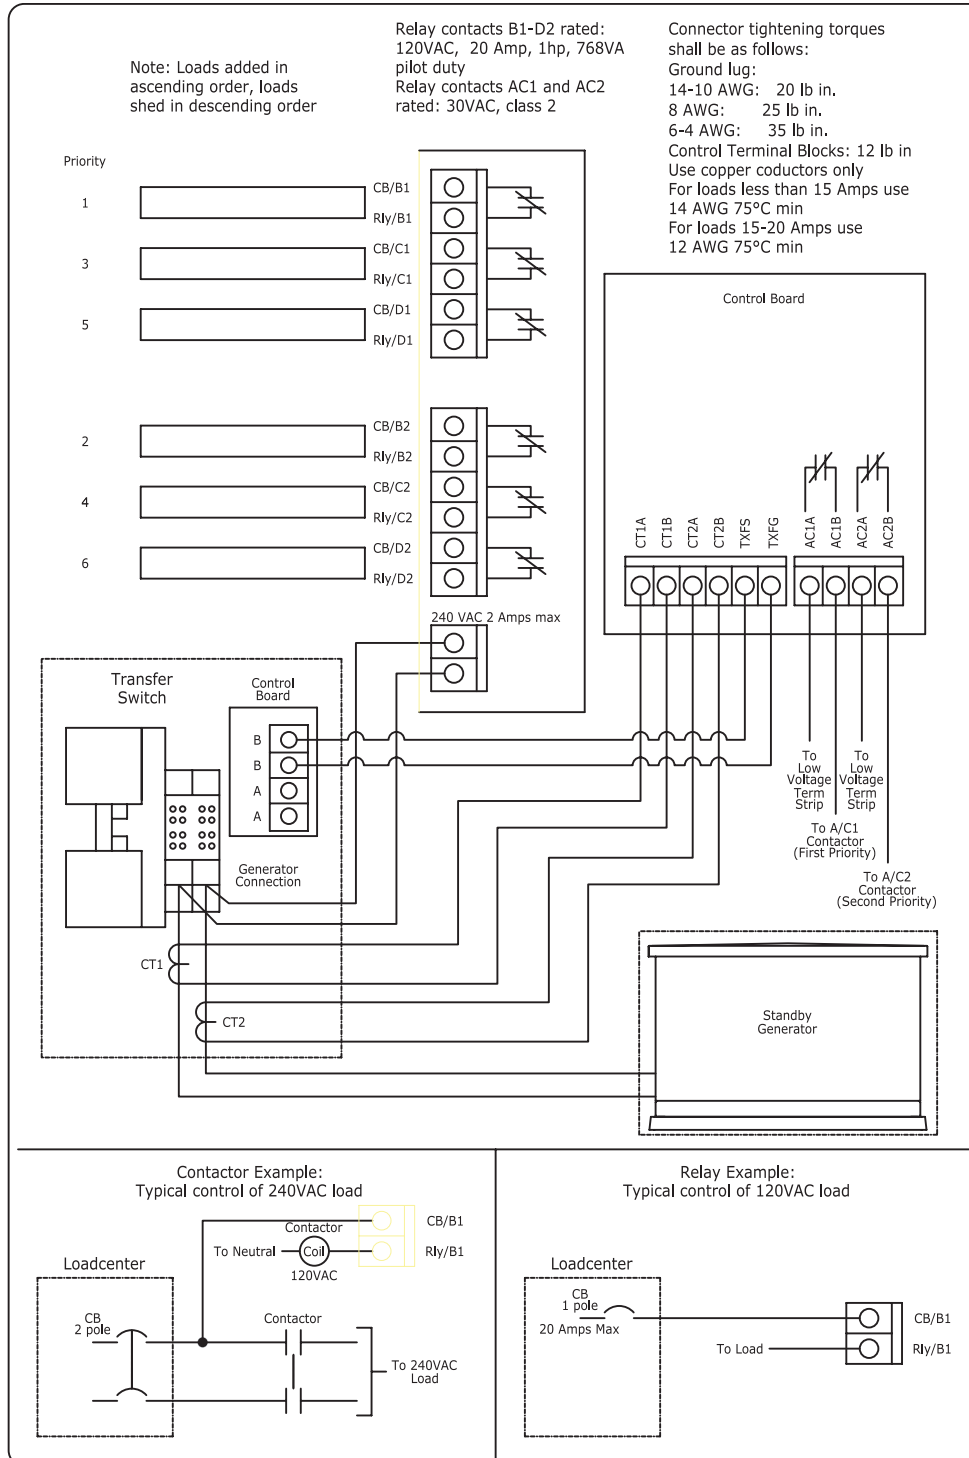 Note: Loads added in
ascending order, loads
shed in descending order
Relay contacts B1-D2 rated:
120VAC, 20 Amp, 1hp, 768VA
pilot duty
Relay contacts AC1 and AC2
rated: 30VAC, class 2
Connector tightening torques
shall be as follows:
Ground lug:
14-10 AWG: 20 lb in.
8 AWG: 25 lb in.
6-4 AWG: 35 lb in.
Control Terminal Blocks: 12 lb in
Use copper coductors only
For loads less than 15 Amps use
14 AWG 75°C min
For loads 15-20 Amps use
12 AWG 75°C min
Priority
1
CB/B1
Rly/B1
3
CB/C1
Rly/C1
5
CB/D1
Rly/D1
2
CB/B2
Rly/B2
4
CB/C2
Rly/C2
6
CB/D2
Rly/D2
240 VAC 2 Amps max
Control Board
CT1A
CT1B
CT2A
CT2B
TXFS
TXFG
AC1A
AC1B
AC2A
AC2B
To
Low
Voltage
Term
Strip
To
Low
Voltage
Term
Strip
To A/C1
Contactor
(First Priority)
To A/C2
Contactor
(Second Priority)
Transfer
Switch
Control
Board
B
B
A
A
Generator
Connection
CT1
CT2
Standby
Generator
Contactor Example:
Typical control of 240VAC load
Contactor
To Neutral
Coil
120VAC
CB/B1
Rly/B1
Loadcenter
CB
2 pole
Contactor
To 240VAC
Load
Relay Example:
Typical control of 120VAC load
Loadcenter
CB
1 pole
20 Amps Max
To Load
CB/B1
Rly/B1